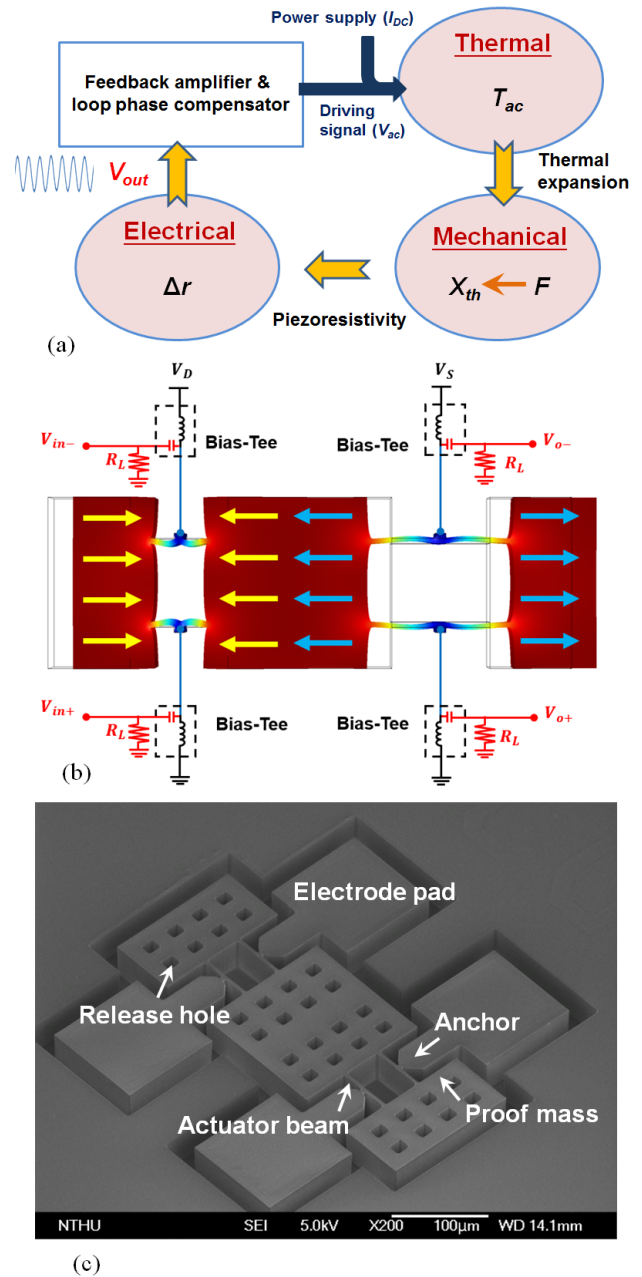 Power supply (I_DC)
Thermal
T_ac
Feedback amplifier &
loop phase compensator
Driving
signal (V_ac)
Thermal
expansion
V_out
Electrical
Δr
Mechanical
X_th F
Piezoresistivity
(a)
V_D V_S
V_in− Bias-Tee Bias-Tee V_o−
R_L R_L
V_in+ Bias-Tee Bias-Tee V_o+
R_L R_L
(b)
Electrode pad
Release hole
Anchor
Actuator beam
Proof mass
NTHU SEI 5.0kV X200 100µm WD 14.1mm
(c)